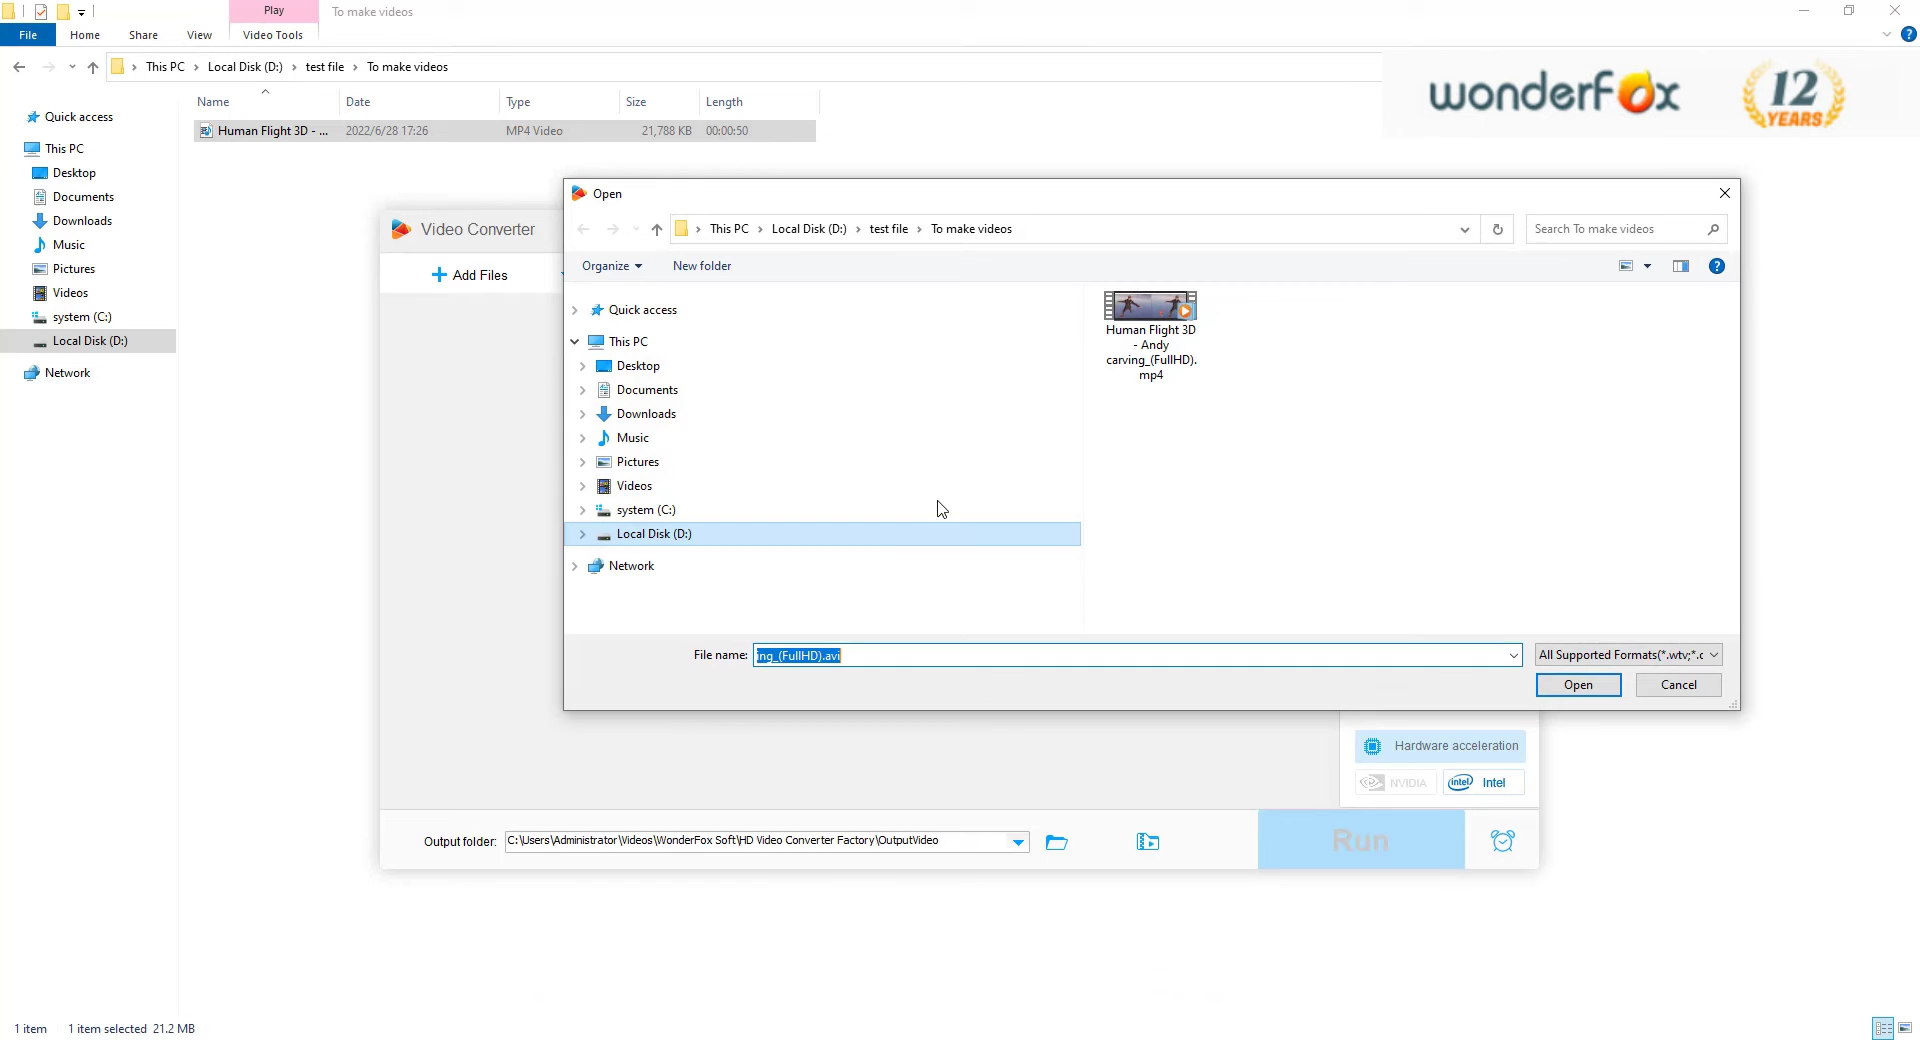 Play
To make videos
File
Home
Share
View
Video Tools
This PC
Local Disk (D:)
test file
To make videos
wonderFox
12
YEARS
Name
Date
Type
Size
Length
Human Flight 3D - ...
2022/6/28 17:26
MP4 Video
21,788 KB
00:00:50
Quick access
This PC
Desktop
Documents
Downloads
Music
Pictures
Videos
system (C:)
Local Disk (D:)
Network
Video Converter
Add Files
Open
This PC
Local Disk (D:)
test file
To make videos
Search To make videos
Organize
New folder
Quick access
This PC
Desktop
Documents
Downloads
Music
Pictures
Videos
system (C:)
Local Disk (D:)
Network
Human Flight 3D
- Andy
carving_(FullHD).
mp4
File name:
ing_(FullHD).avi
All Supported Formats(*.wtv;*.c
Open
Cancel
Hardware acceleration
NVIDIA
intel
Intel
Output folder:
C:\Users\Administrator\Videos\WonderFox Soft\HD Video Converter Factory\OutputVideo
Run
1 item
1 item selected 21.2 MB